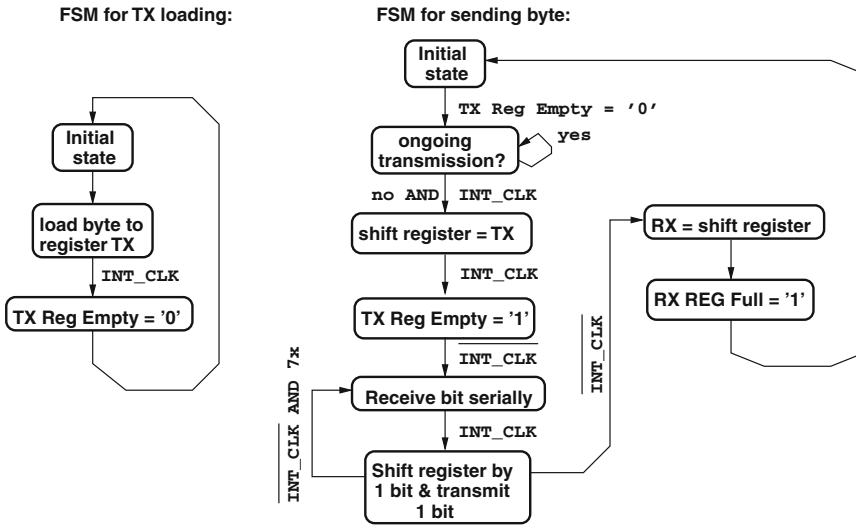 FSM for TX loading:
Initial
state
load byte to
register TX
INT_CLK
TX Reg Empty = '0'
FSM for sending byte:
Initial
state
TX Reg Empty = '0'
ongoing
transmission?
yes
no AND INT_CLK
shift register = TX
INT_CLK
TX Reg Empty = '1'
INT_CLK
Receive bit serially
INT_CLK AND 7x
INT_CLK
Shift register by
1 bit & transmit
1 bit
INT_CLK
RX = shift register
RX REG Full = '1'